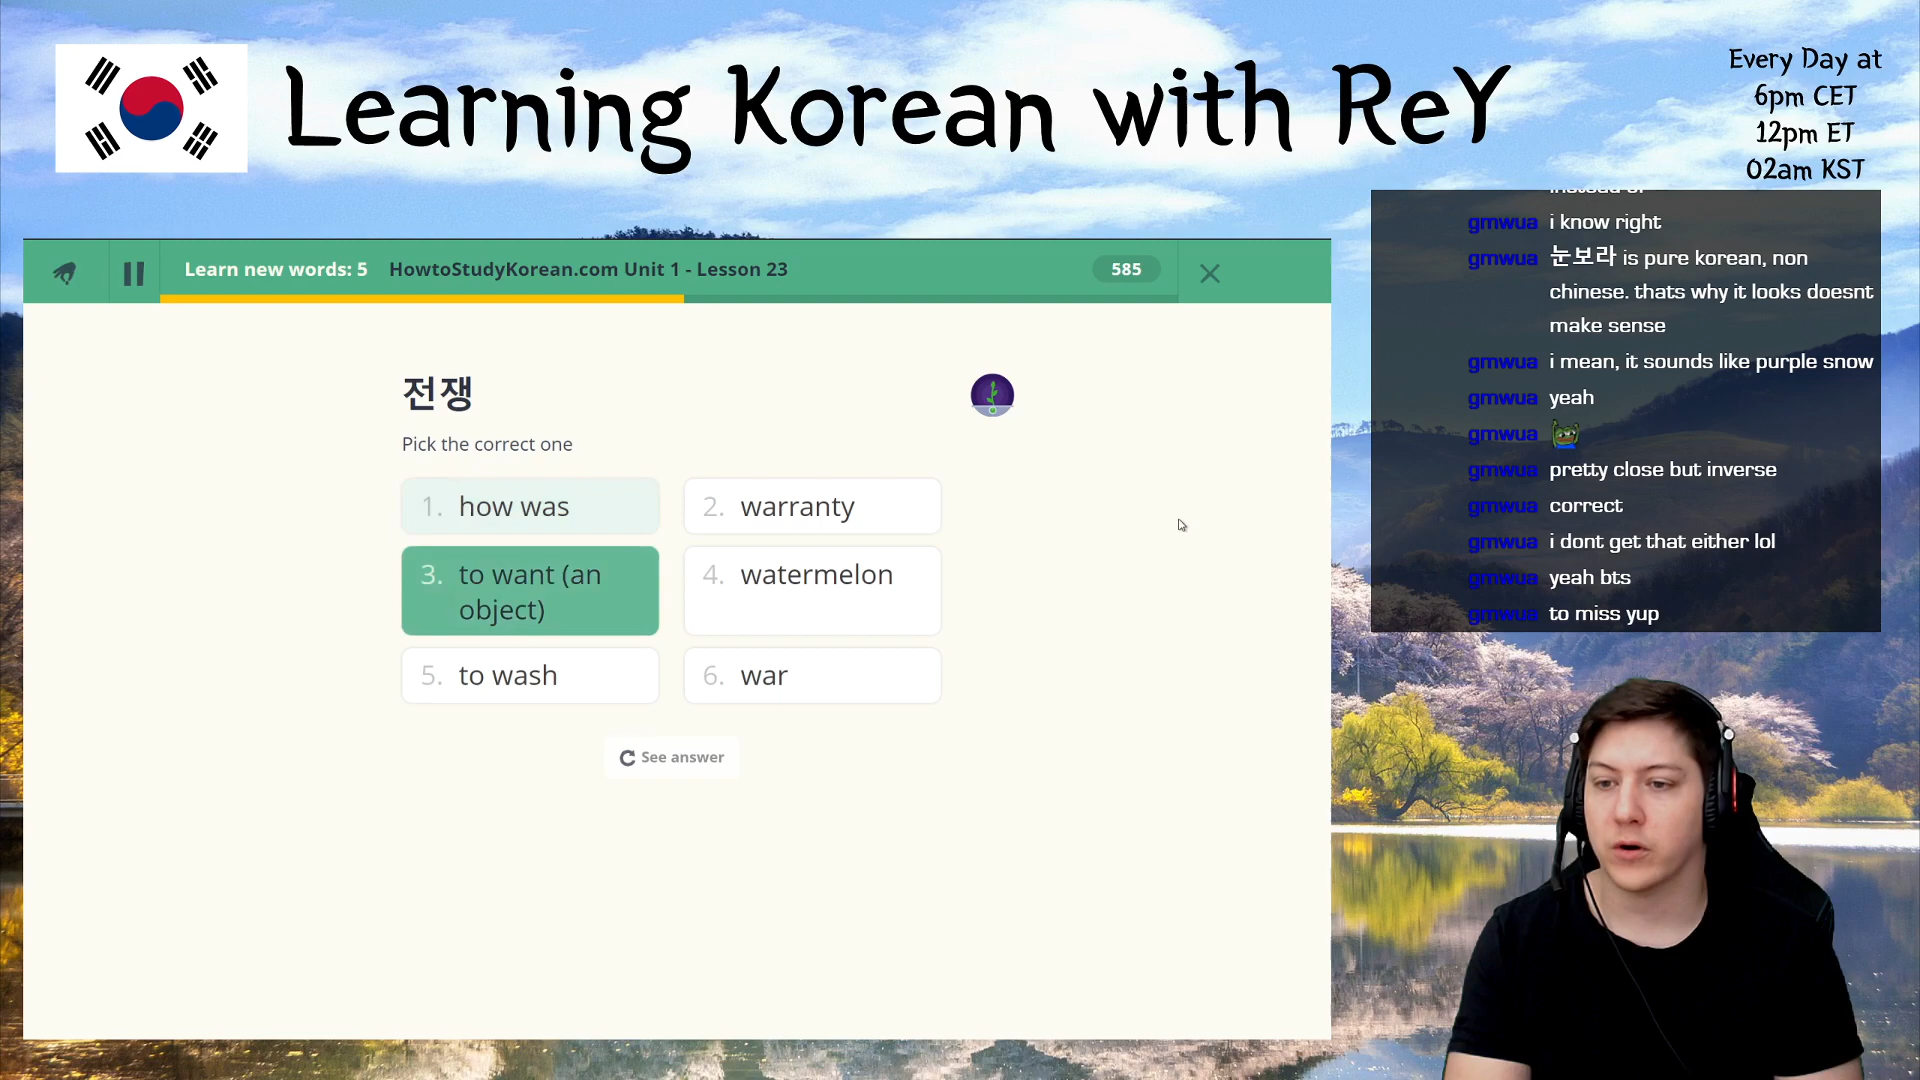 Learning Korean with ReY
Every Day at
6pm CET
12pm ET
02am KST
Learn new words: 5 HowtoStudyKorean.com Unit 1 - Lesson 23
585
전쟁
Pick the correct one
1. how was
2. warranty
3. to want (an
object)
4. watermelon
5. to wash
6. war
See answer
gmwua i know right
gmwua 눈보라 is pure korean, non
chinese. thats why it looks doesnt
make sense
gmwua i mean, it sounds like purple snow
gmwua yeah
gmwua
gmwua pretty close but inverse
gmwua correct
gmwua i dont get that either lol
gmwua yeah bts
gmwua to miss yup